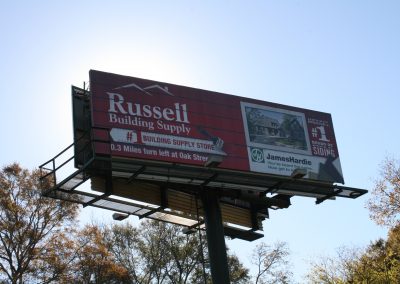 Russell
Building Supply
#1 BUILDING SUPPLY STORE
0.3 Miles turn left at Oak Street
JamesHardie
#1
SIDING